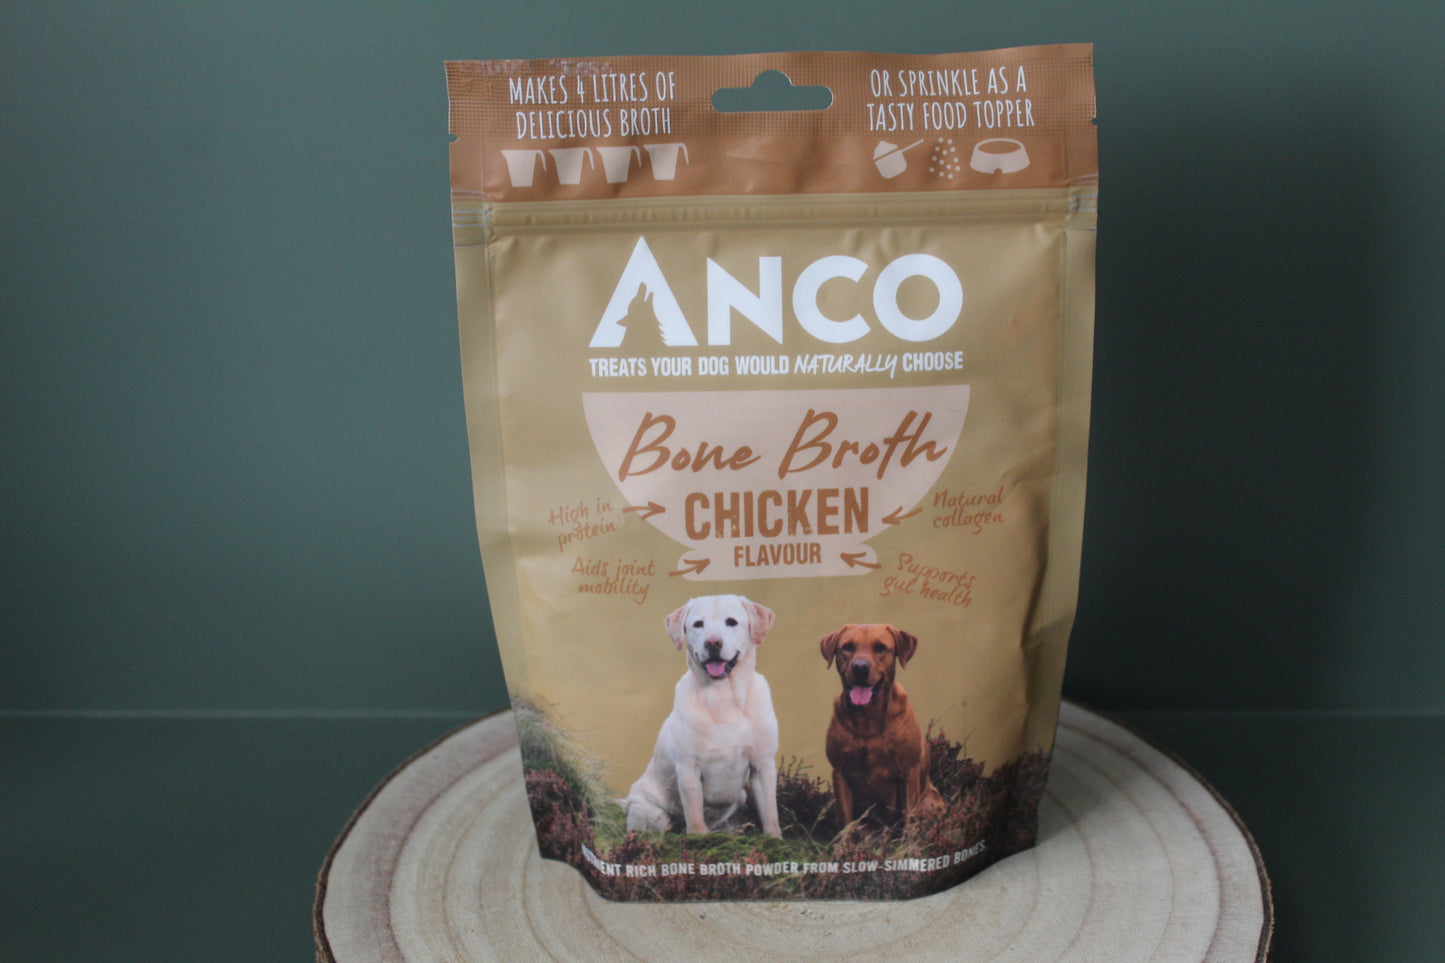 MAKES 4 LITRES OF
DELICIOUS BROTH
OR SPRINKLE AS A
TASTY FOOD TOPPER
ANCO
TREATS YOUR DOG WOULD NATURALLY CHOOSE
Bone Broth
CHICKEN
FLAVOUR
High in
protein
Natural
collagen
Aids joint
mobility
Supports
gut health
RICH BONE BROTH POWDER FROM SLOW-SIMMERED BONES.